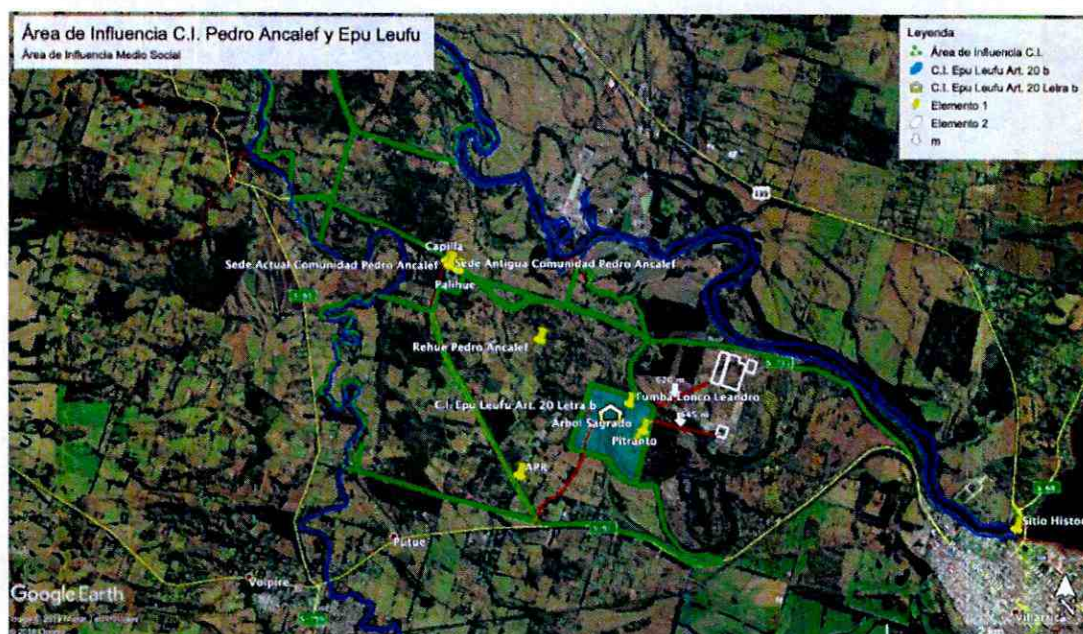 Área de Influencia C.I. Pedro Ancalef y Epu Leufu
Área de Influencia Medio Social
Leyenda
Área de Influencia C.I.
C.I. Epu Leufu Art. 20 b
C.I. Epu Leufu Art. 20 Letra b
Elemento 1
Elemento 2
m
199
Capilla
Sede Actual Comunidad Pedro Ancalef
Sede Antigua Comunidad Pedro Ancalef
Palihue
Rehue Pedro Ancalef
Tumba Lonco Leandro
C.I. Epu Leufu Art. 20 Letra b
Arbol Sagrado
Pitranto
APR
Sitio Histor
Putue
Volpire
Villarrica
Google Earth
N